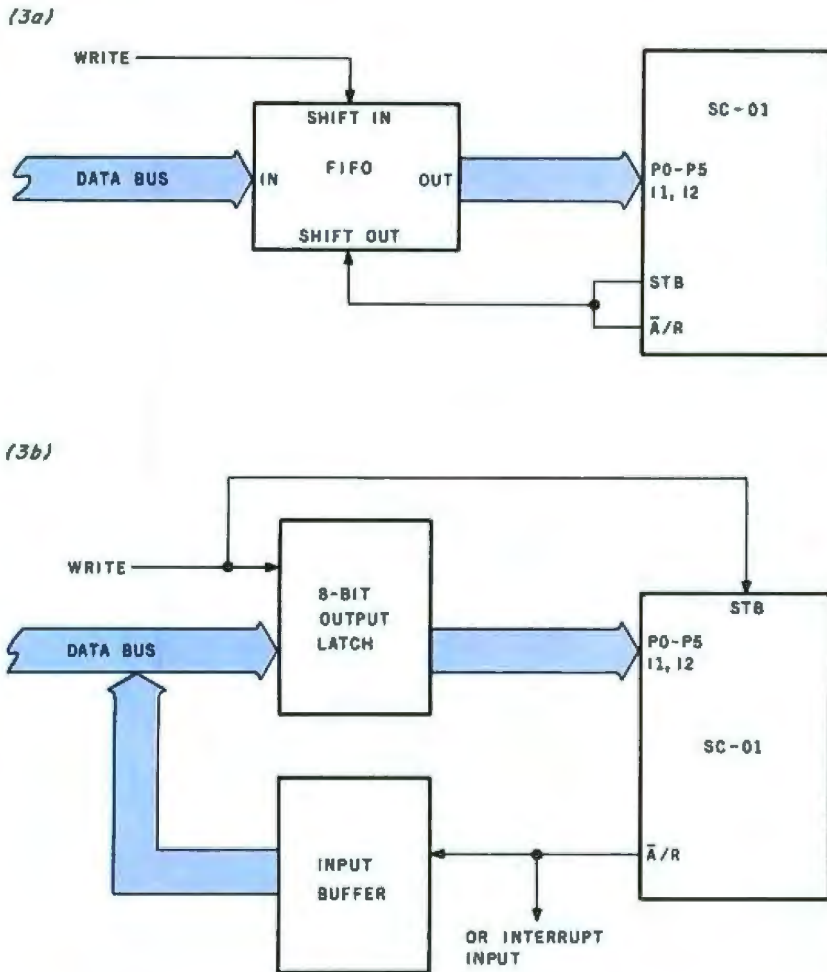 (3a)
WRITE
SHIFT IN
SC-01
FIFO
DATA BUS
IN
OUT
P0-P5
I1, I2
SHIFT OUT
STB
A̅/R
(3b)
WRITE
8-BIT
OUTPUT
LATCH
STB
DATA BUS
P0-P5
I1, I2
SC-01
A̅/R
INPUT
BUFFER
OR INTERRUPT
INPUT